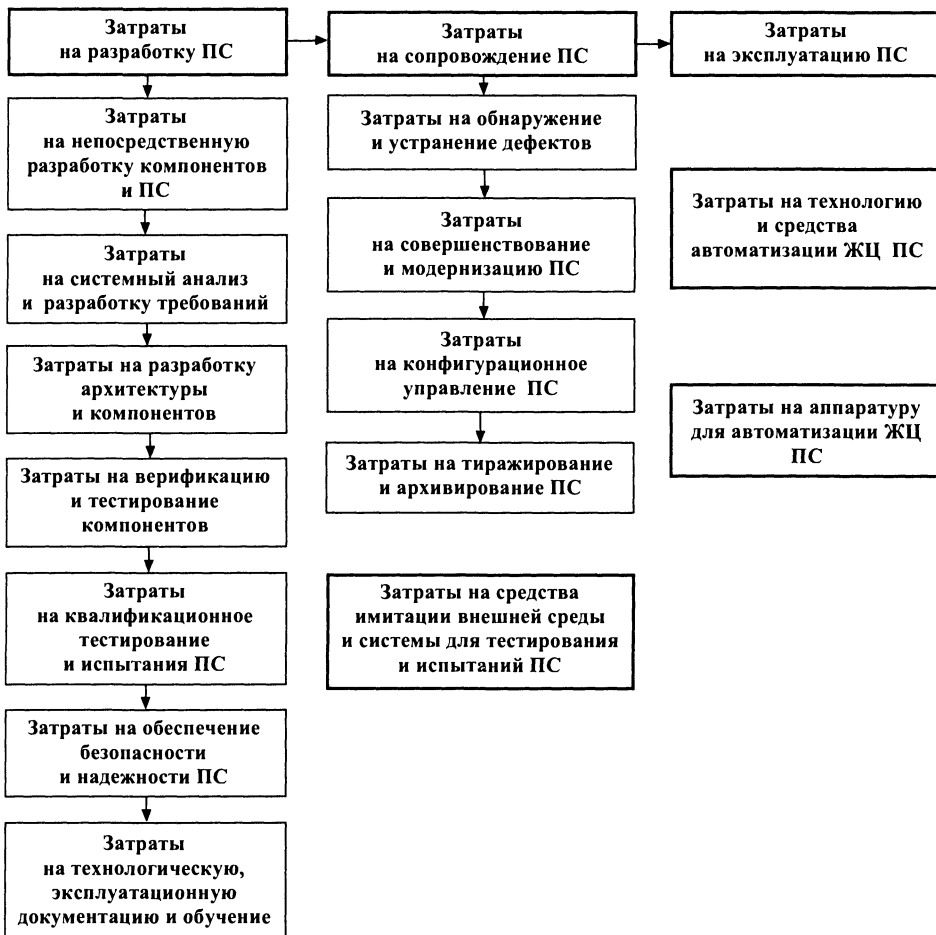 Затраты
на разработку ПС
Затраты
на сопровождение ПС
Затраты
на эксплуатацию ПС
Затраты
на непосредственную
разработку компонентов
и ПС
Затраты
на системный анализ
и разработку требований
Затраты на разработку
архитектуры
и компонентов
Затраты на верификацию
и тестирование
компонентов
Затраты
на квалификационное
тестирование
и испытания ПС
Затраты на обеспечение
безопасности
и надежности ПС
Затраты
на технологическую,
эксплуатационную
документацию и обучение
Затраты на обнаружение
и устранение дефектов
Затраты
на совершенствование
и модернизацию ПС
Затраты
на конфигурационное
управление ПС
Затраты на тиражирование
и архивирование ПС
Затраты на средства
имитации внешней среды
и системы для тестирования
и испытаний ПС
Затраты на технологию
и средства
автоматизации ЖЦ ПС
Затраты на аппаратуру
для автоматизации ЖЦ
ПС